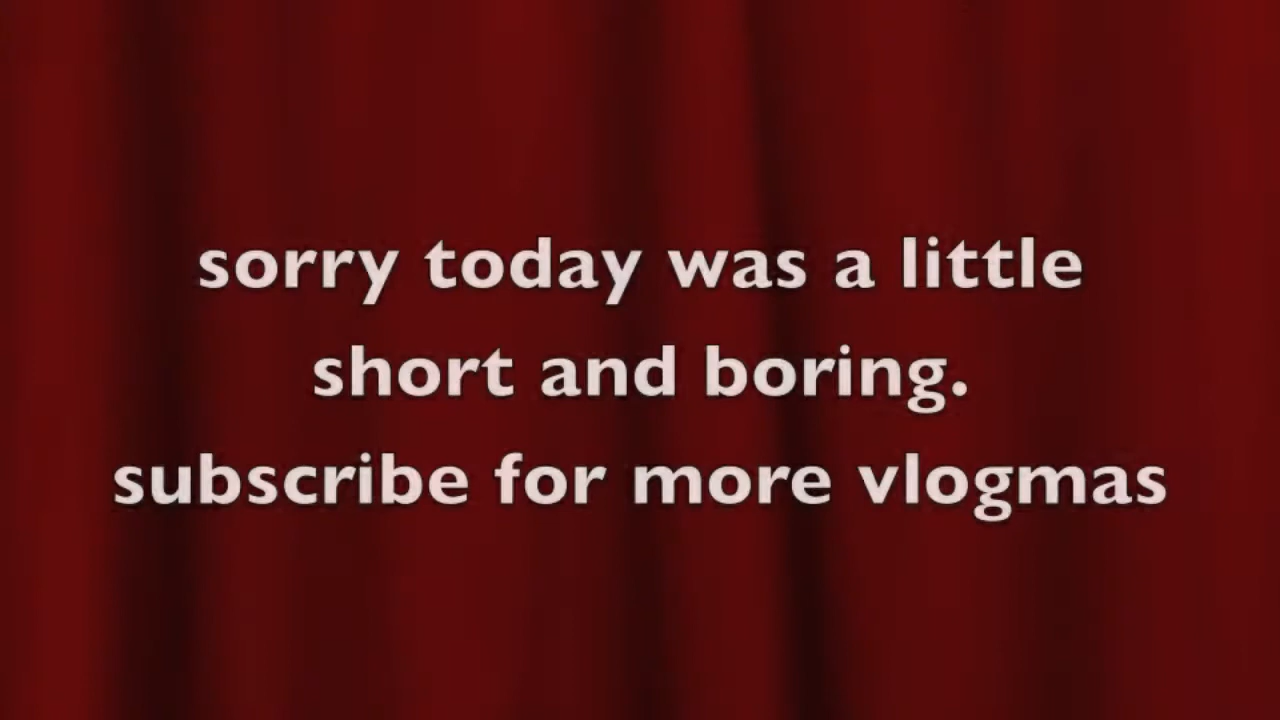 sorry today was a little
short and boring.
subscribe for more vlogmas